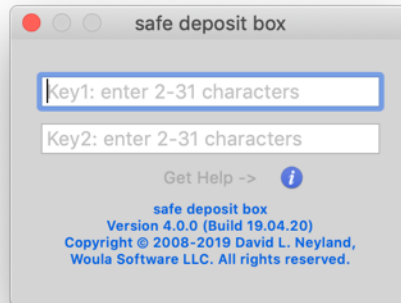 safe deposit box
Key1: enter 2-31 characters
Key2: enter 2-31 characters
Get Help ->
safe deposit box
Version 4.0.0 (Build 19.04.20)
Copyright © 2008-2019 David L. Neyland,
Woula Software LLC. All rights reserved.